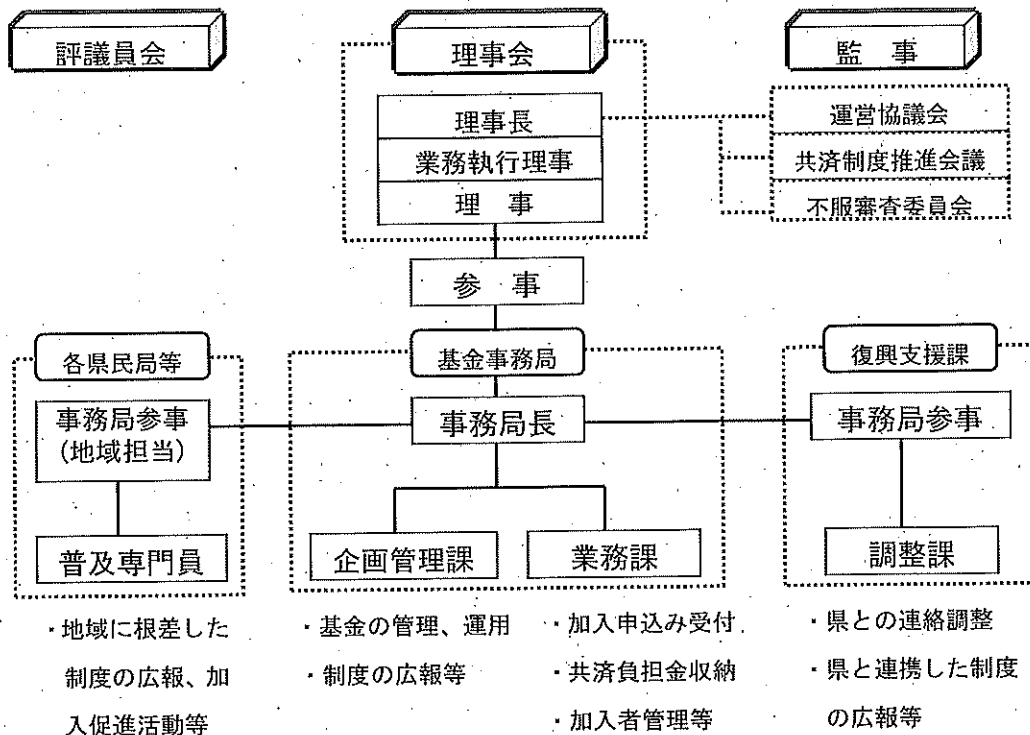 評議員会
理事会
監　事
理事長
業務執行理事
理　事
運営協議会
共済制度推進会議
不服審査委員会
参　事
各県民局等
基金事務局
復興支援課
事務局参事
(地域担当)
事務局長
事務局参事
普及専門員
企画管理課
業務課
調整課
・地域に根差した
制度の広報、加
入促進活動等
・基金の管理、運用
・制度の広報等
・加入申込み受付
・共済負担金収納
・加入者管理等
・県との連絡調整
・県と連携した制度
の広報等